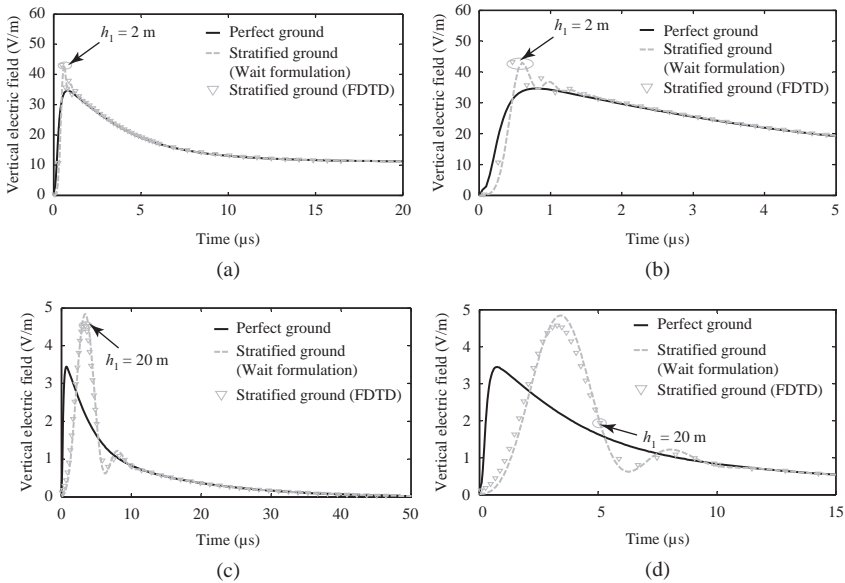 60
50
40
30
20
10
0
Vertical electric field (V/m)
h1 = 2 m
Perfect ground
Stratified ground
(Wait formulation)
Stratified ground (FDTD)
0 5 10 15 20
Time (µs)
(a)
60
50
40
30
20
10
0
Vertical electric field (V/m)
h1 = 2 m
Perfect ground
Stratified ground
(Wait formulation)
Stratified ground (FDTD)
0 1 2 3 4 5
Time (µs)
(b)
5
4
3
2
1
0
Vertical electric field (V/m)
Perfect ground
Stratified ground
(Wait formulation)
Stratified ground (FDTD)
h1 = 20 m
0 10 20 30 40 50
Time (µs)
(c)
5
4
3
2
1
0
Vertical electric field (V/m)
Perfect ground
Stratified ground
(Wait formulation)
Stratified ground (FDTD)
h1 = 20 m
0 5 10 15
Time (µs)
(d)